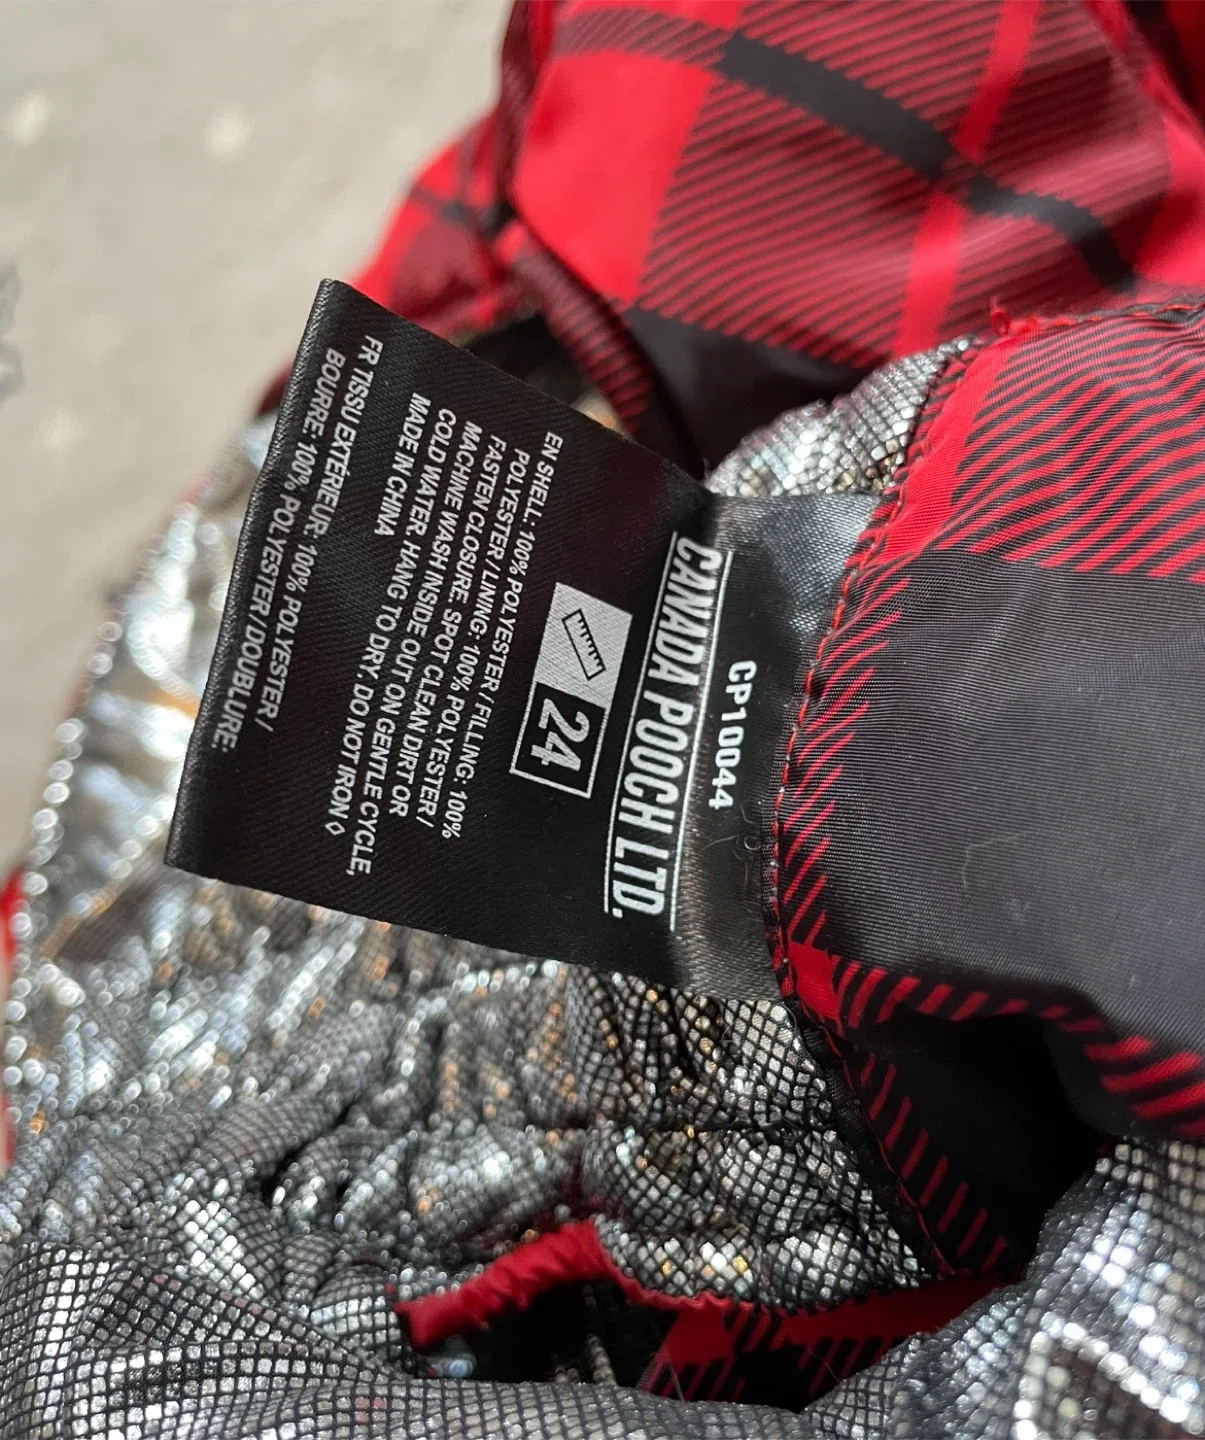 CP10044
CANADA POOCH LTD.
24
EN SHELL: 100% POLYESTER / FILLING: 100%
POLYESTER / LINING: 100% POLYESTER /
FASTEN CLOSURE. SPOT CLEAN DIRT OR
MACHINE WASH INSIDE OUT ON GENTLE CYCLE,
COLD WATER. HANG TO DRY. DO NOT IRON ◊
MADE IN CHINA
FR TISSU EXTÉRIEUR: 100% POLYESTER /
BOURRE: 100% POLYESTER / DOUBLURE: